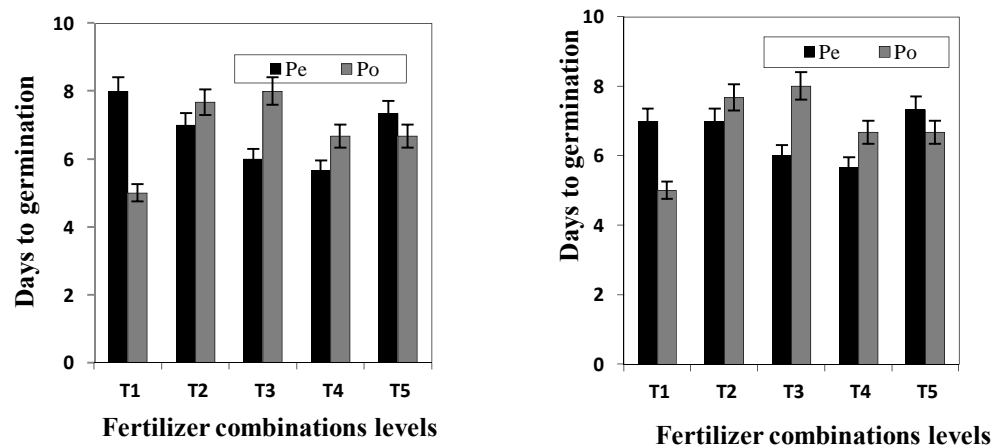 10
8
6
4
2
0
Days to germination
Pe Po
T1 T2 T3 T4 T5
Fertilizer combinations levels
10
8
6
4
2
0
Days to germination
Pe Po
T1 T2 T3 T4 T5
Fertilizer combinations levels